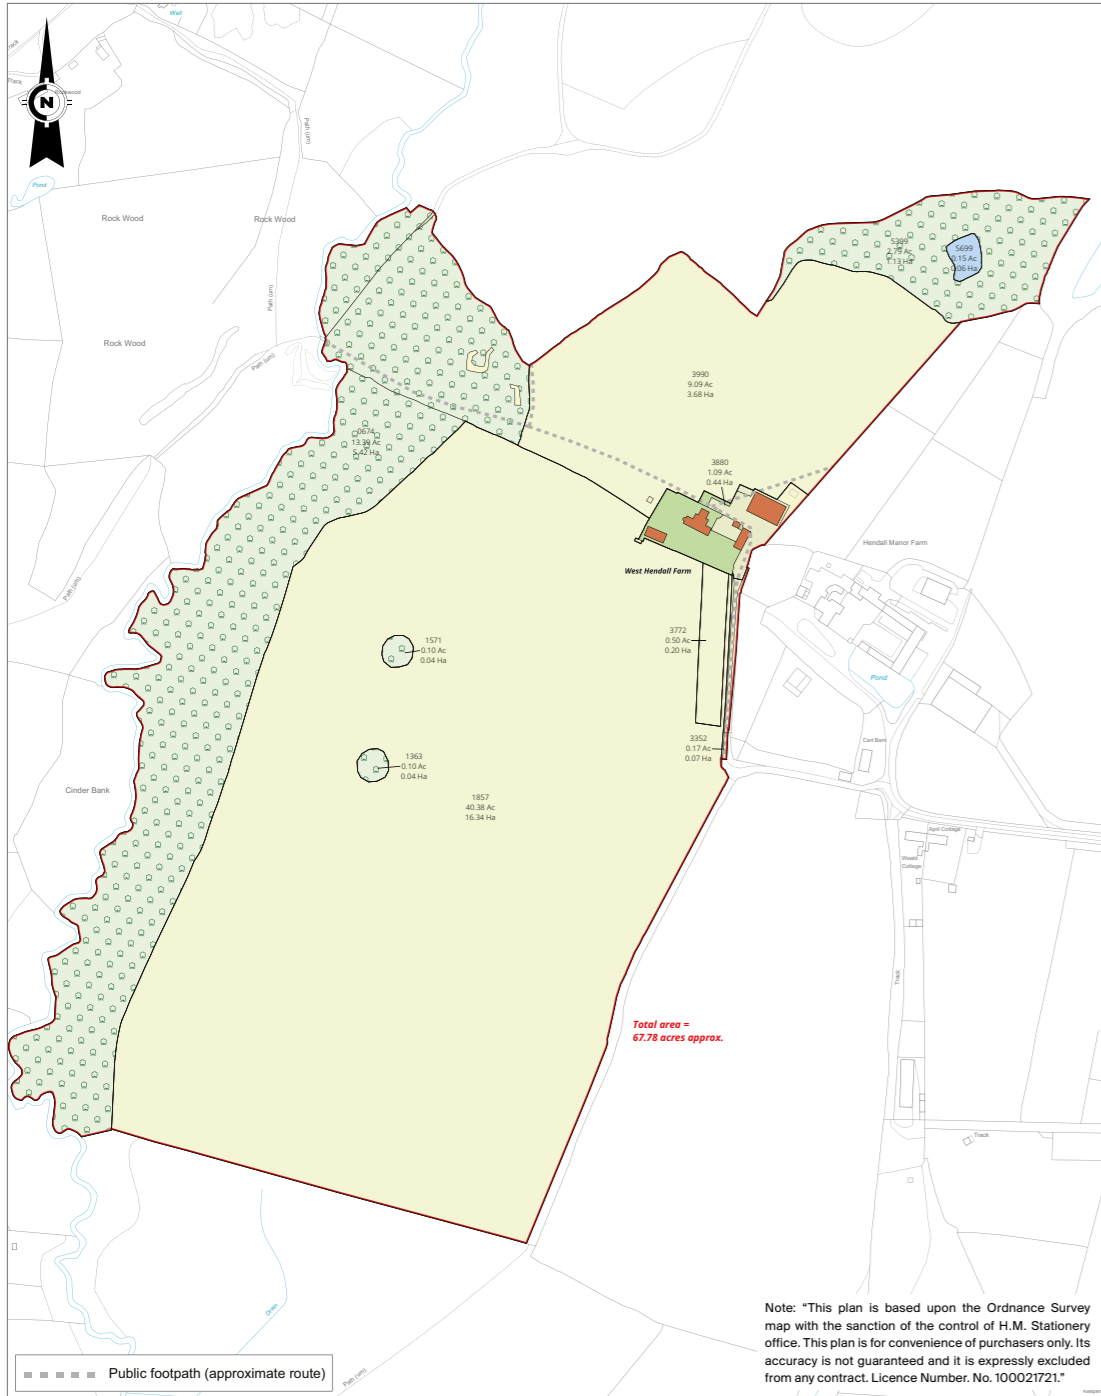 Well
Track
Track
Rockwood
N
Path (um)
Pond
Rock Wood
Rock Wood
5399
2.79 Ac
1.13 Ha
5699
0.15 Ac
0.06 Ha
Path (um)
Rock Wood
Path (um)
3990
9.09 Ac
3.68 Ha
0674
13.39 Ac
5.42 Ha
3880
1.09 Ac
0.44 Ha
Hendall Manor Farm
West Hendall Farm
Path (um)
1571
0.10 Ac
0.04 Ha
3772
0.50 Ac
0.20 Ha
Pond
3352
0.17 Ac
0.07 Ha
Cart Barn
1363
0.10 Ac
0.04 Ha
Cinder Bank
1857
40.38 Ac
16.34 Ha
April Cottage
Weald
Cottage
Track
Total area =
67.78 acres approx.
Track
Drain
Path (um)
Public footpath (approximate route)
Note: “This plan is based upon the Ordnance Survey
map with the sanction of the control of H.M. Stationery
office. This plan is for convenience of purchasers only. Its
accuracy is not guaranteed and it is expressly excluded
from any contract. Licence Number. No. 100021721.”